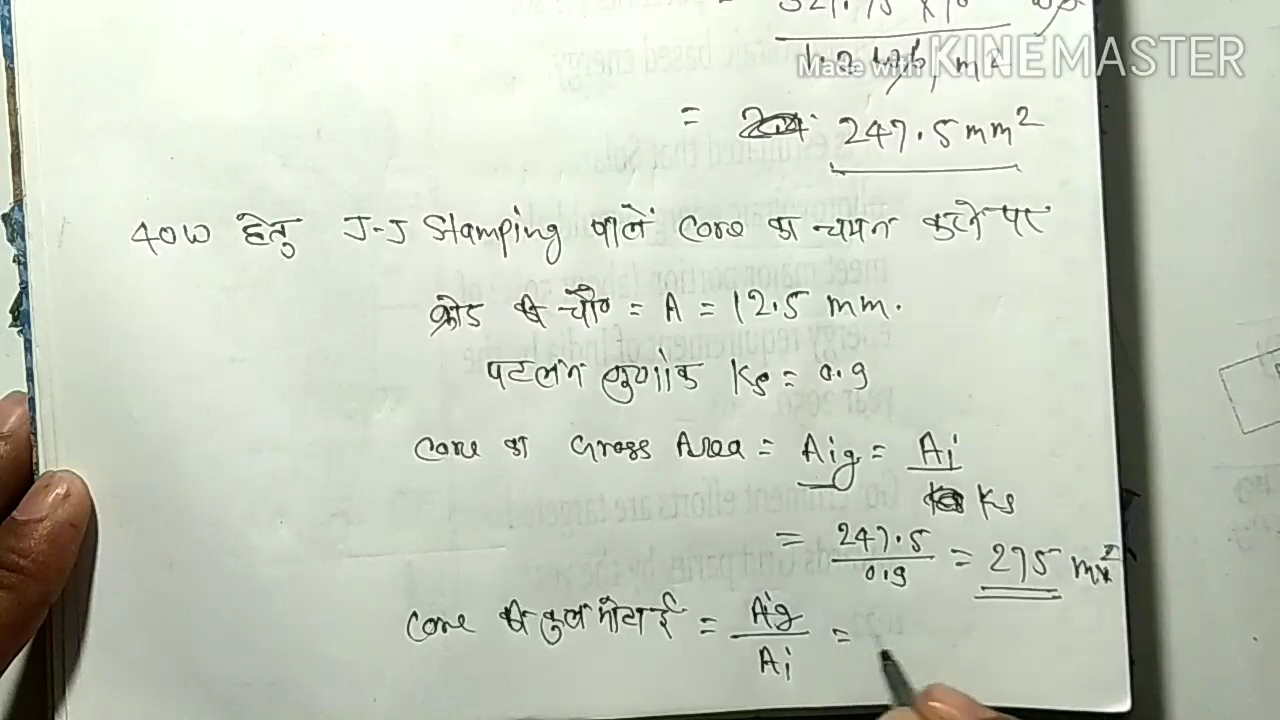 Made with KINEMASTER
= 247.5 mm²
40W हेतु J-J Stamping वाले Core का चयन करने पर
क्रोड की चौ० = A = 12.5 mm.
पटलन गुणांक Ks = 0.9
Core का Gross Area = Aig = Ai
Ks
= 247.5 / 0.9 = 275 mm²
Core की कुल मोटाई = Aig / Ai =